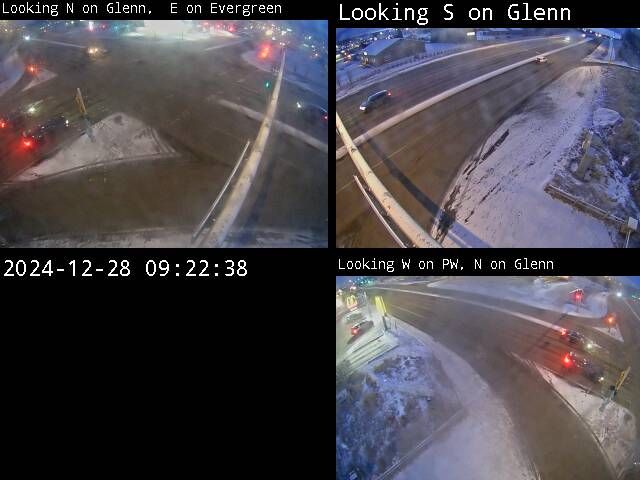 Looking N on Glenn,  E on Evergreen
Looking S on Glenn
2024-12-28 09:22:38
Looking W on PW, N on Glenn